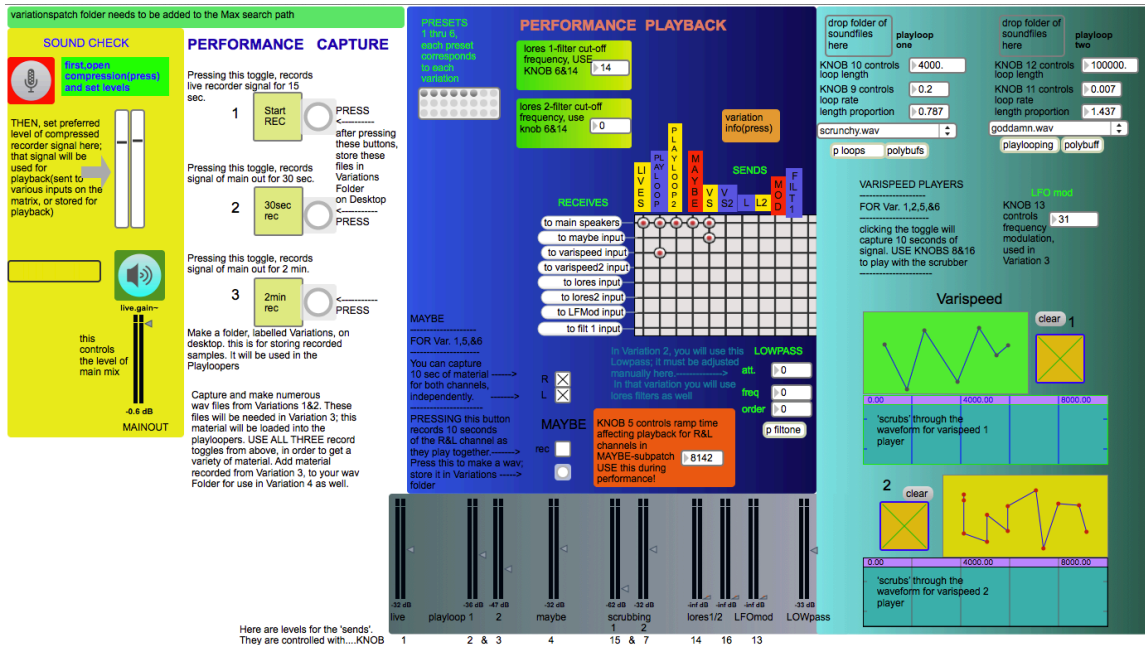 variationspatch folder needs to be added to the Max search path
SOUND CHECK
first,open
compression(press)
and set levels
THEN, set preferred
level of compressed
recorder signal here;
that signal will be
used for
playback(sent to
various inputs on the
matrix, or stored for
playback)
live.gain~
this
controls
the level of
main mix
-0.6 dB
MAINOUT
PERFORMANCE CAPTURE
Pressing this toggle, records
live recorder signal for 15
sec.
1
Start
REC
PRESS
<-----------
after pressing
these buttons,
store these
files in
Variations
Folder
on Desktop
<-----------
PRESS
Pressing this toggle, records
signal of main out for 30 sec.
2
30sec
rec
Pressing this toggle, records
signal of main out for 2 min.
3
2min
rec
<-----------
PRESS
Make a folder, labelled Variations, on
desktop. this is for storing recorded
samples. It will be used in the
Playloopers
Capture and make numerous
wav files from Variations 1&2. These
files will be needed in Variation 3; this
material will be loaded into the
playloopers. USE ALL THREE record
toggles from above, in order to get a
variety of material. Add material
recorded from Variation 3, to your wav
Folder for use in Variation 4 as well.
PRESETS
1 thru 6,
each preset
corresponds
to each
variation
PERFORMANCE PLAYBACK
lores 1-filter cut-off
frequency, USE
KNOB 6&14
14
lores 2-filter cut-off
frequency, use
knob 6&14
0
variation
info(press)
SENDS
LIVES
PLAYLOOP
PLAYLOOP2
MAYBE
VS
VS2
L
L2
MOD
FILT1
RECEIVES
to main speakers
to maybe input
to varispeed input
to varispeed2 input
to lores input
to lores2 input
to LFMod input
to filt 1 input
MAYBE
--------------------
FOR Var. 1,5,&6
--------------------
You can capture
10 sec of material ------>
for both channels,
independently. ------>
--------------------
PRESSING this button
records 10 seconds
of the R&L channel as
they play together.------>
Press this to make a wav;
store it in Variations ----->
folder
R
L
MAYBE
rec
In Variation 2, you will use this
Lowpass; it must be adjusted
manually here.------------->
In that variation you will use
lores filters as well
LOWPASS
att.
0
freq
0
order
0
p filtone
KNOB 5 controls ramp time
affecting playback for R&L
channels in
MAYBE-subpatch
USE this during
performance!
8142
drop folder of
soundfiles
here
playloop
one
KNOB 10 controls
loop length
4000.
KNOB 9 controls
loop rate
0.2
length proportion
0.787
scrunchy.wav
p loops
polybufs
drop folder of
soundfiles
here
playloop
two
KNOB 12 controls
loop length
100000.
KNOB 11 controls
loop rate
0.007
length proportion
1.437
goddamn.wav
playlooping
polybuff
VARISPEED PLAYERS
--------------------
FOR Var. 1,2,5,&6
--------------------
clicking the toggle will
capture 10 seconds of
signal. USE KNOBS 8&16
to play with the scrubber
--------------------
LFO mod
KNOB 13
controls
frequency
modulation,
used in
Variation 3
31
Varispeed
clear
1
0.00
4000.00
8000.00
'scrubs' through the
waveform for varispeed 1
player
2
clear
0.00
4000.00
8000.00
'scrubs' through the
waveform for varispeed 2
player
-32 dB
-36 dB
-47 dB
-32 dB
-62 dB
-32 dB
-inf dB
-inf dB
-inf dB
-33 dB
live
playloop 1
2
maybe
scrubbing
1
2
lores1/2
LFOmod
LOWpass
Here are levels for the 'sends'.
They are controlled with....KNOB 1 2 & 3 4 15 & 7 14 16 13